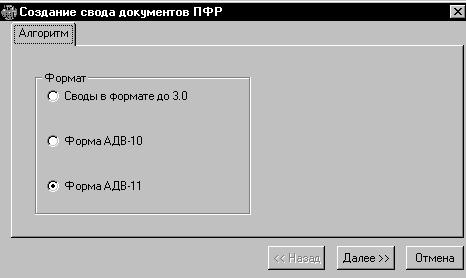 Создание свода документов ПФР
Алгоритм
Формат
Своды в формате до 3.0
Форма АДВ-10
Форма АДВ-11
<< Назад
Далее >>
Отмена